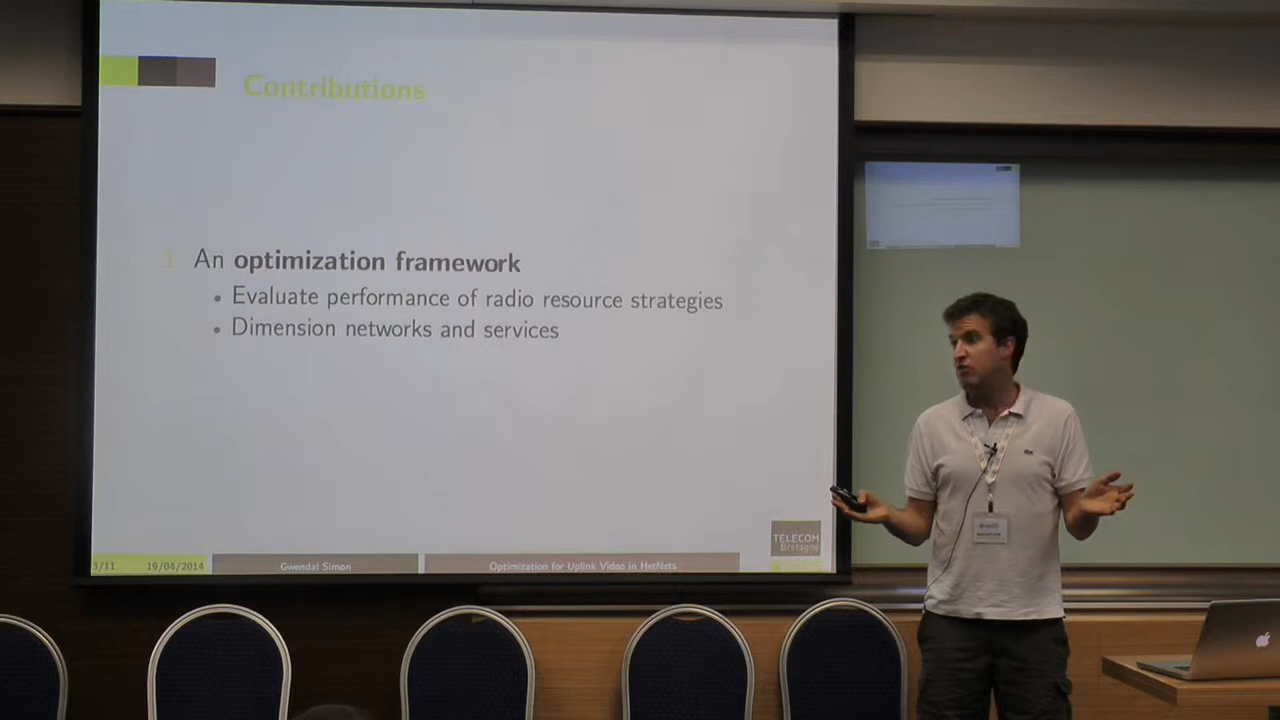 Contributions
1 An optimization framework
• Evaluate performance of radio resource strategies
• Dimension networks and services
TELECOM
Bretagne
3/11 19/04/2014 Gwendal Simon Optimization for Uplink Video in HetNets